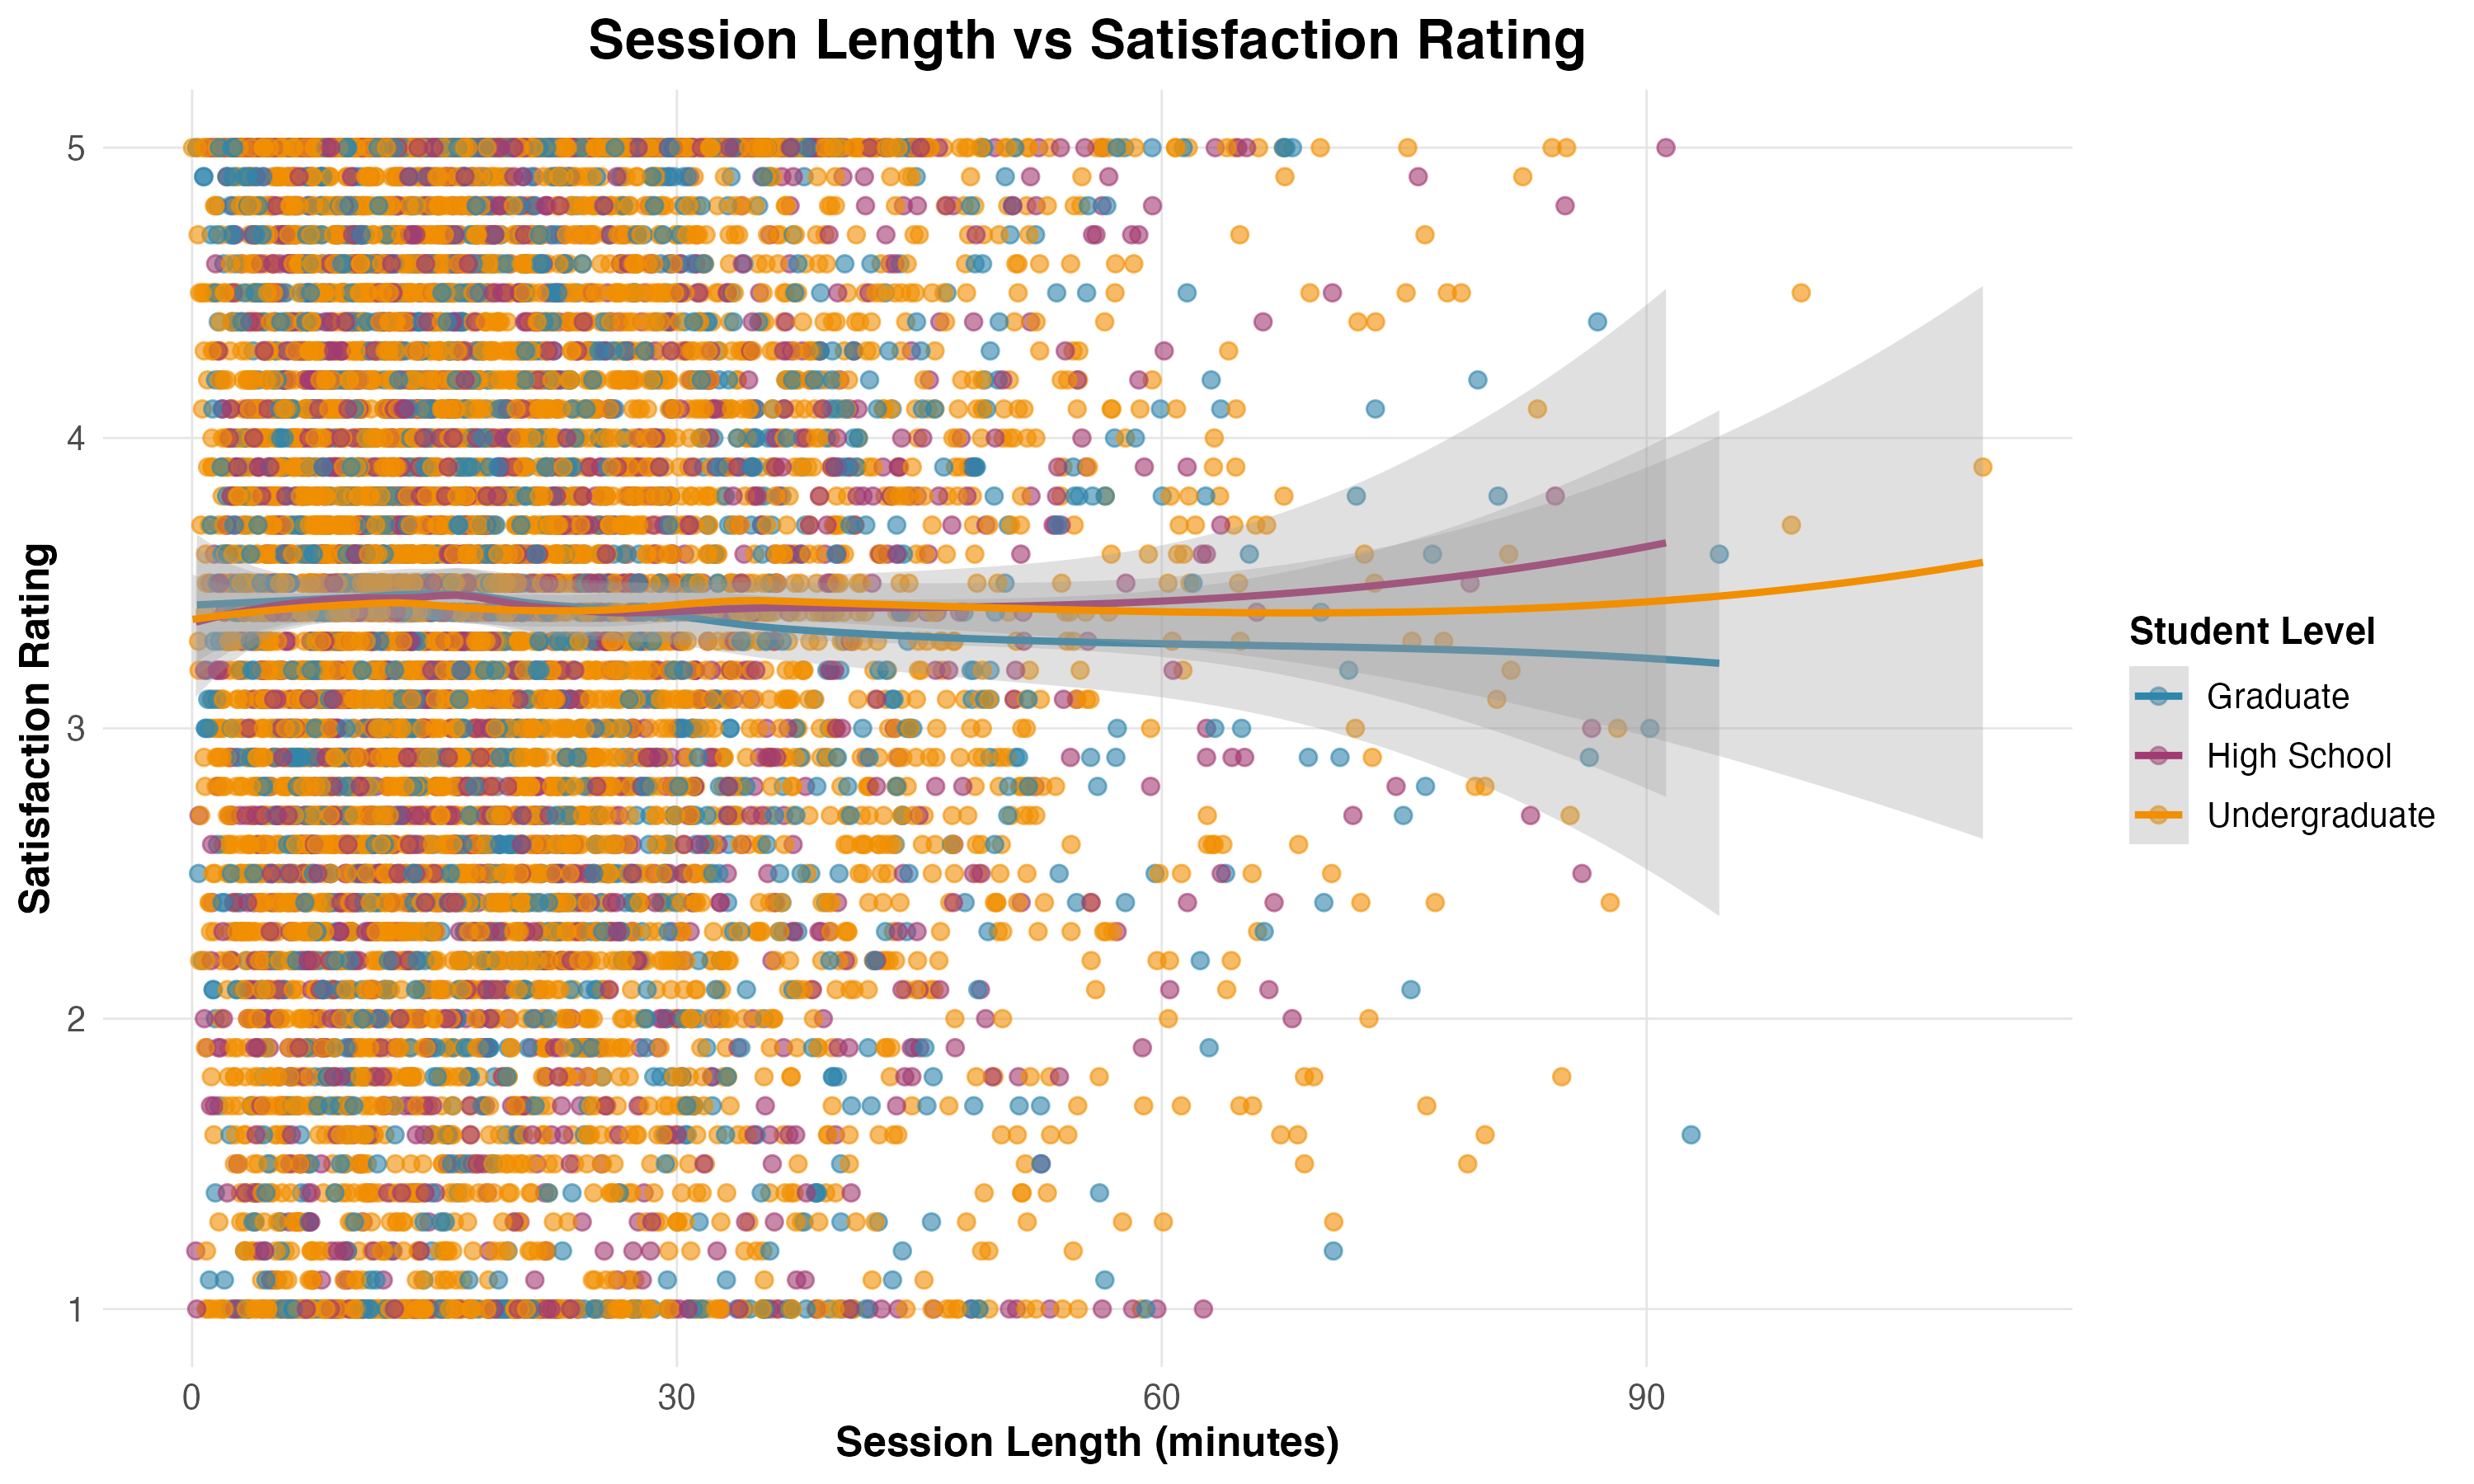 Session Length vs Satisfaction Rating
5
4
3
2
1
Satisfaction Rating
0 30 60 90
Session Length (minutes)
Student Level
Graduate
High School
Undergraduate